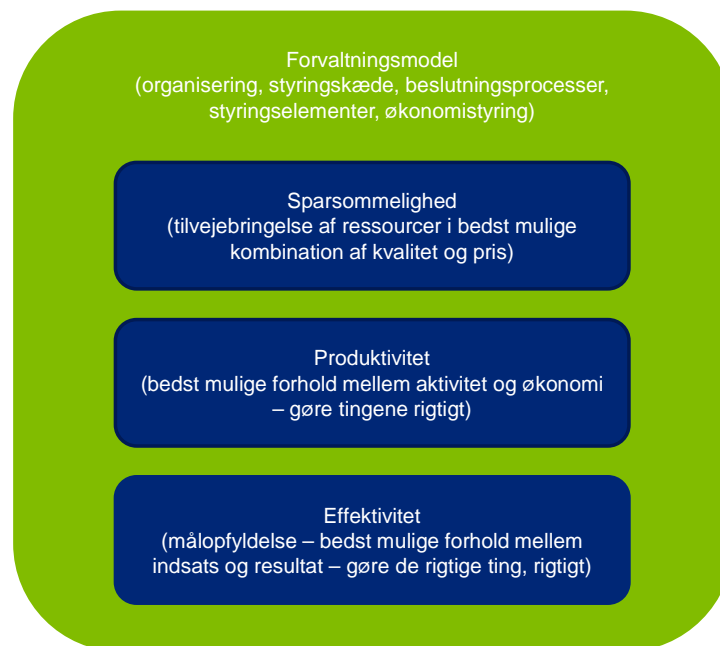 Forvaltningsmodel
(organisering, styringskæde, beslutningsprocesser,
styringselementer, økonomistyring)
Sparsommelighed
(tilvejebringelse af ressourcer i bedst mulige
kombination af kvalitet og pris)
Produktivitet
(bedst mulige forhold mellem aktivitet og økonomi
– gøre tingene rigtigt)
Effektivitet
(målopfyldelse – bedst mulige forhold mellem
indsats og resultat – gøre de rigtige ting, rigtigt)